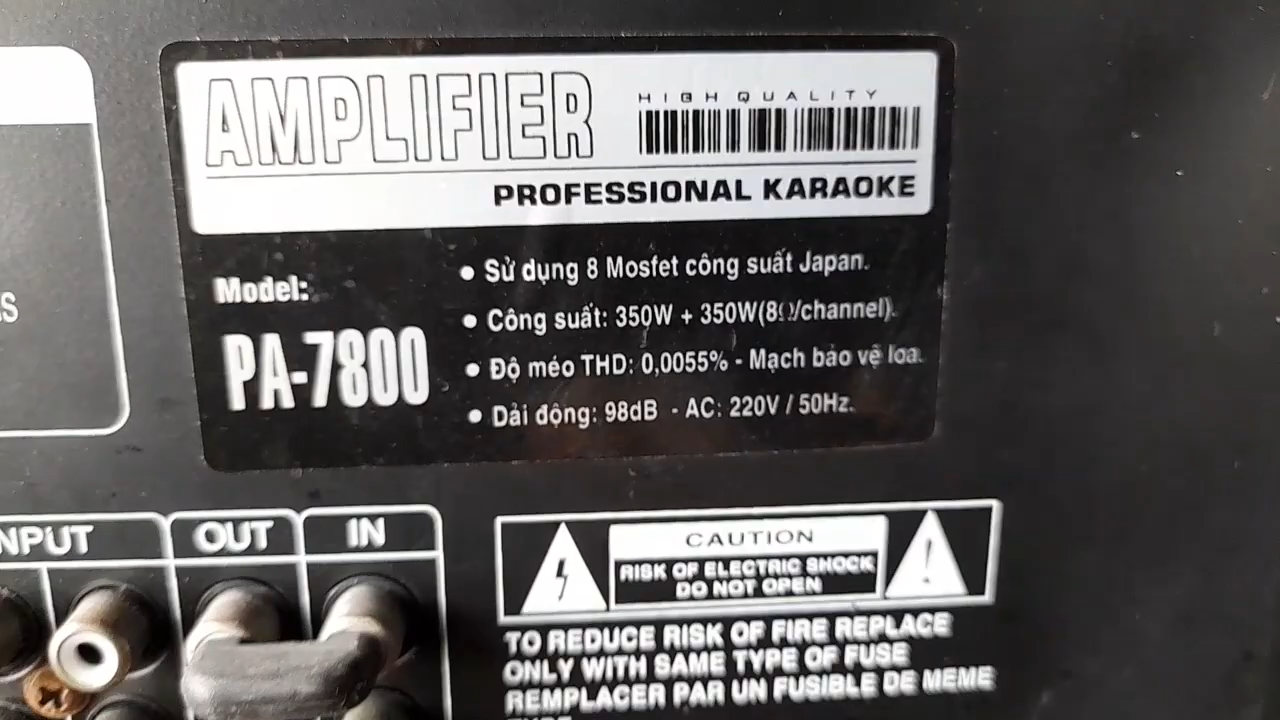 AMPLIFIER
HIGH QUALITY
PROFESSIONAL KARAOKE
Model:
PA-7800
● Sử dụng 8 Mosfet công suất Japan.
● Công suất: 350W + 350W(8Ω/channel).
● Độ méo THD: 0,0055% - Mạch bảo vệ loa.
● Dải động: 98dB - AC: 220V / 50Hz.
S
NPUT
OUT
IN
CAUTION
RISK OF ELECTRIC SHOCK
DO NOT OPEN
TO REDUCE RISK OF FIRE REPLACE
ONLY WITH SAME TYPE OF FUSE
REMPLACER PAR UN FUSIBLE DE MEME